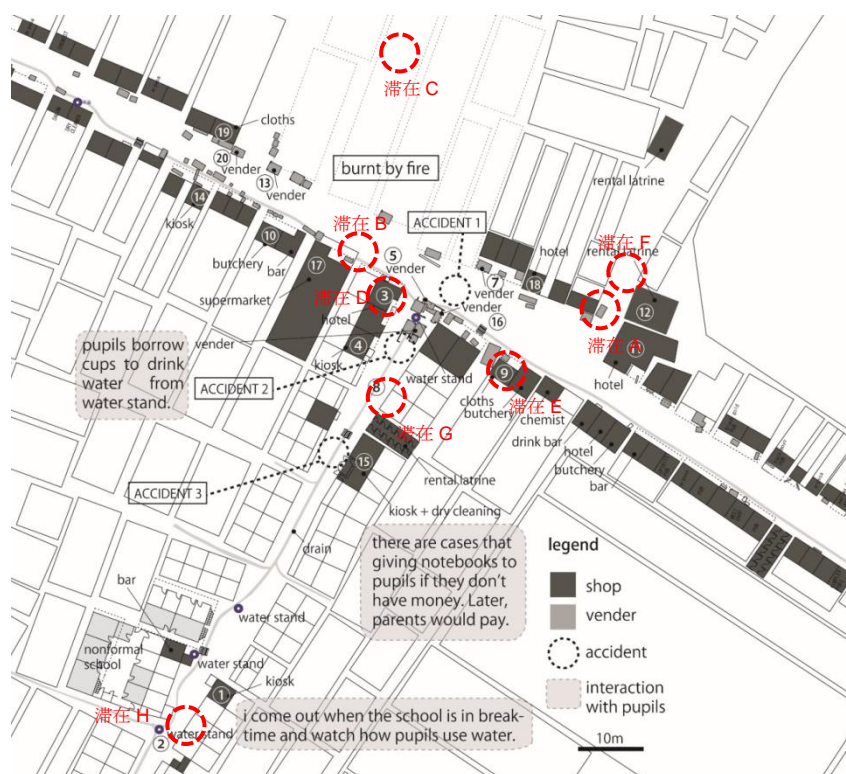 滞在 C
cloths
19
20
vender
13
vender
burnt by fire
rental latrine
14
kiosk
滞在 B
ACCIDENT 1
滞在 F
10
butchery
bar
17
supermarket
5
vender
hotel
rental latrine
7
vender
18
12
滞在 D
3
hotel
vender
16
滞在 A
11
hotel
vender
kiosk
4
pupils borrow
cups to drink
water from
water stand.
ACCIDENT 2
water stand
9
cloths
butchery
滞在 E
chemist
drink bar
8
滞在 G
hotel
butchery
bar
15
rental latrine
ACCIDENT 3
kiosk + dry cleaning
drain
there are cases that
giving notebooks to
pupils if they don't
have money. Later,
parents would pay.
legend
shop
vender
accident
interaction
with pupils
10m
bar
water stand
nonformal
school
water stand
1
kiosk
滞在 H
water stand
2
i come out when the school is in break-
time and watch how pupils use water.